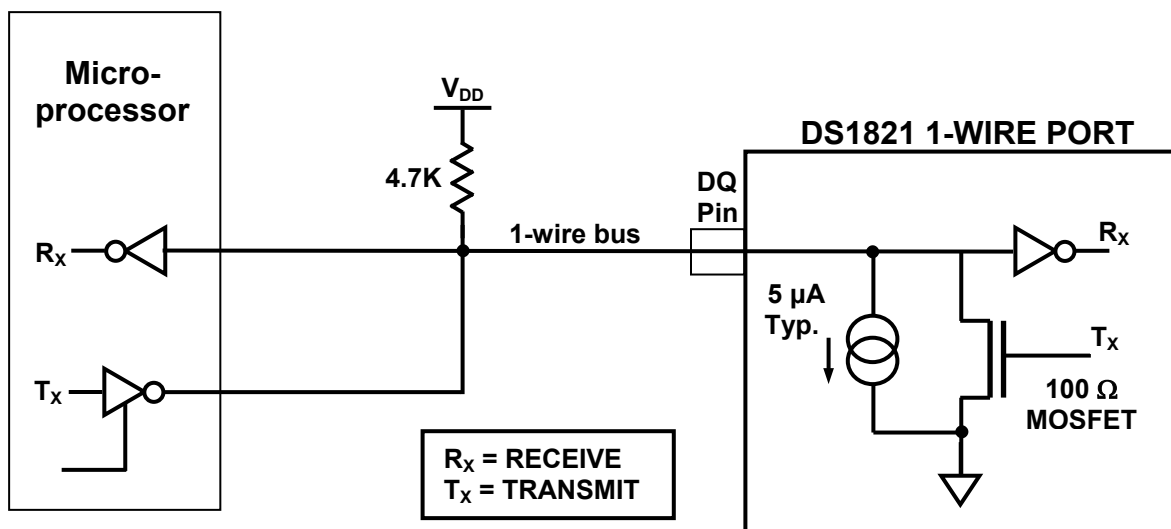 Micro-
processor
V_DD
4.7K
DS1821 1-WIRE PORT
DQ
Pin
1-wire bus
R_X
R_X
5 µA
Typ.
T_X
T_X
100 Ω
MOSFET
R_X = RECEIVE
T_X = TRANSMIT